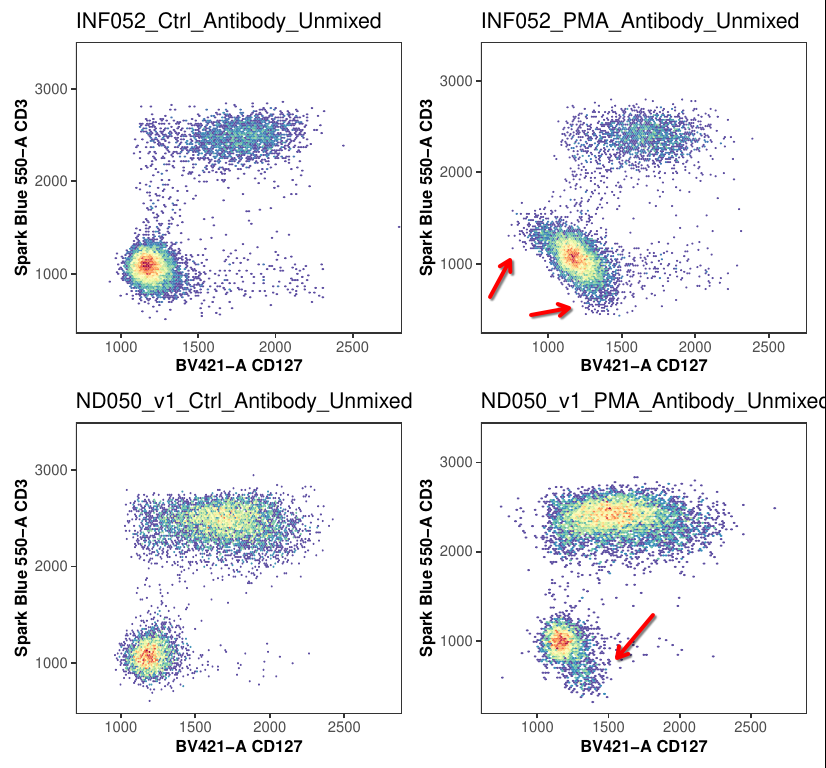 INF052_Ctrl_Antibody_Unmixed
INF052_PMA_Antibody_Unmixed
Spark Blue 550−A CD3
3000
2000
1000
1000 1500 2000 2500
BV421−A CD127
Spark Blue 550−A CD3
3000
2000
1000
1000 1500 2000 2500
BV421−A CD127
ND050_v1_Ctrl_Antibody_Unmixed
ND050_v1_PMA_Antibody_Unmixed
Spark Blue 550−A CD3
3000
2000
1000
1000 1500 2000 2500
BV421−A CD127
Spark Blue 550−A CD3
3000
2000
1000
1000 1500 2000 2500
BV421−A CD127